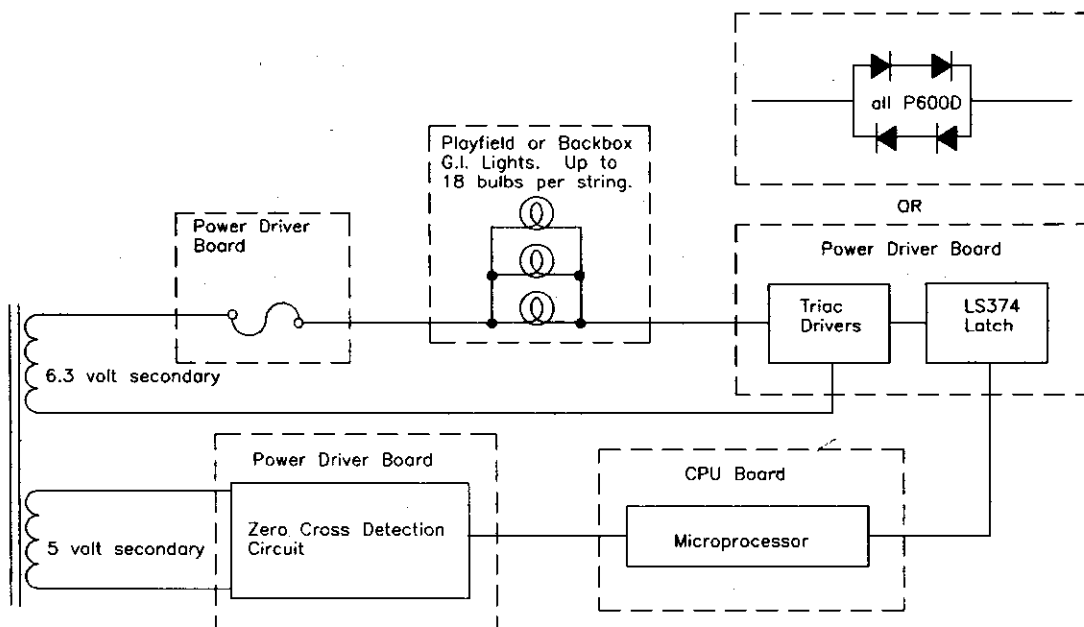 all P600D
OR
Playfield or Backbox
G.I. Lights. Up to
18 bulbs per string.
Power Driver
Board
Power Driver Board
Triac
Drivers
LS374
Latch
6.3 volt secondary
Power Driver Board
CPU Board
Zero Cross Detection
Circuit
Microprocessor
5 volt secondary